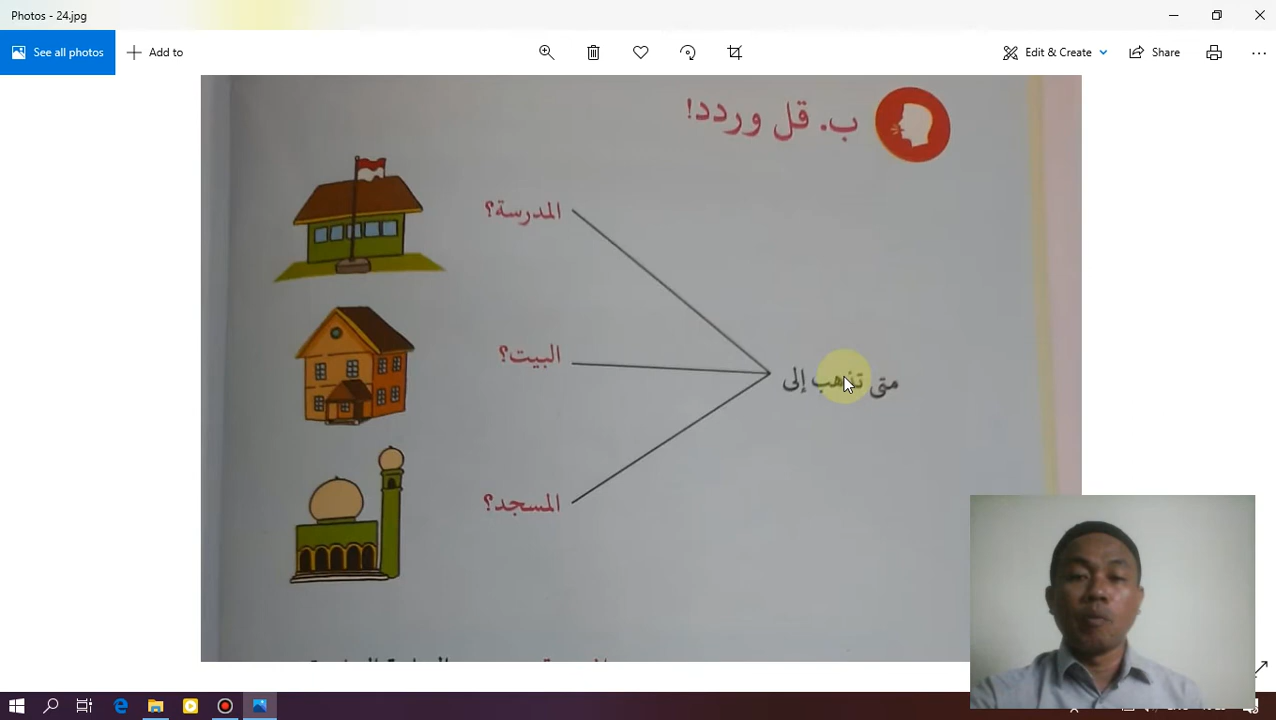 Photos - 24.jpg
See all photos
Add to
Edit & Create
Share
ب. قل وردد!
المدرسة؟
البيت؟
متى تذهب إلى
المسجد؟